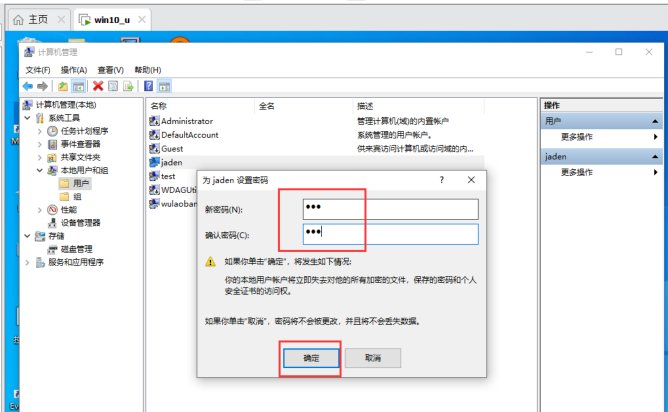 主页
win10_u
计算机管理
文件(F) 操作(A) 查看(V) 帮助(H)
计算机管理(本地)
系统工具
任务计划程序
事件查看器
共享文件夹
本地用户和组
用户
组
性能
设备管理器
存储
磁盘管理
服务和应用程序
名称 全名 描述
Administrator 管理计算机(域)的内置帐户
DefaultAccount 系统管理的用户帐户。
Guest 供来宾访问计算机或访问域的内...
jaden
test
WDAGUti
wulaoban
操作
用户
更多操作
jaden
更多操作
为 jaden 设置密码
新密码(N):
确认密码(C):
如果你单击"确定"，将发生如下情况:
你的本地用户帐户将立即失去对他的所有加密的文件，保存的密码和个人
安全证书的访问权。
如果你单击"取消"，密码将不会被更改，并且将不会丢失数据。
确定 取消